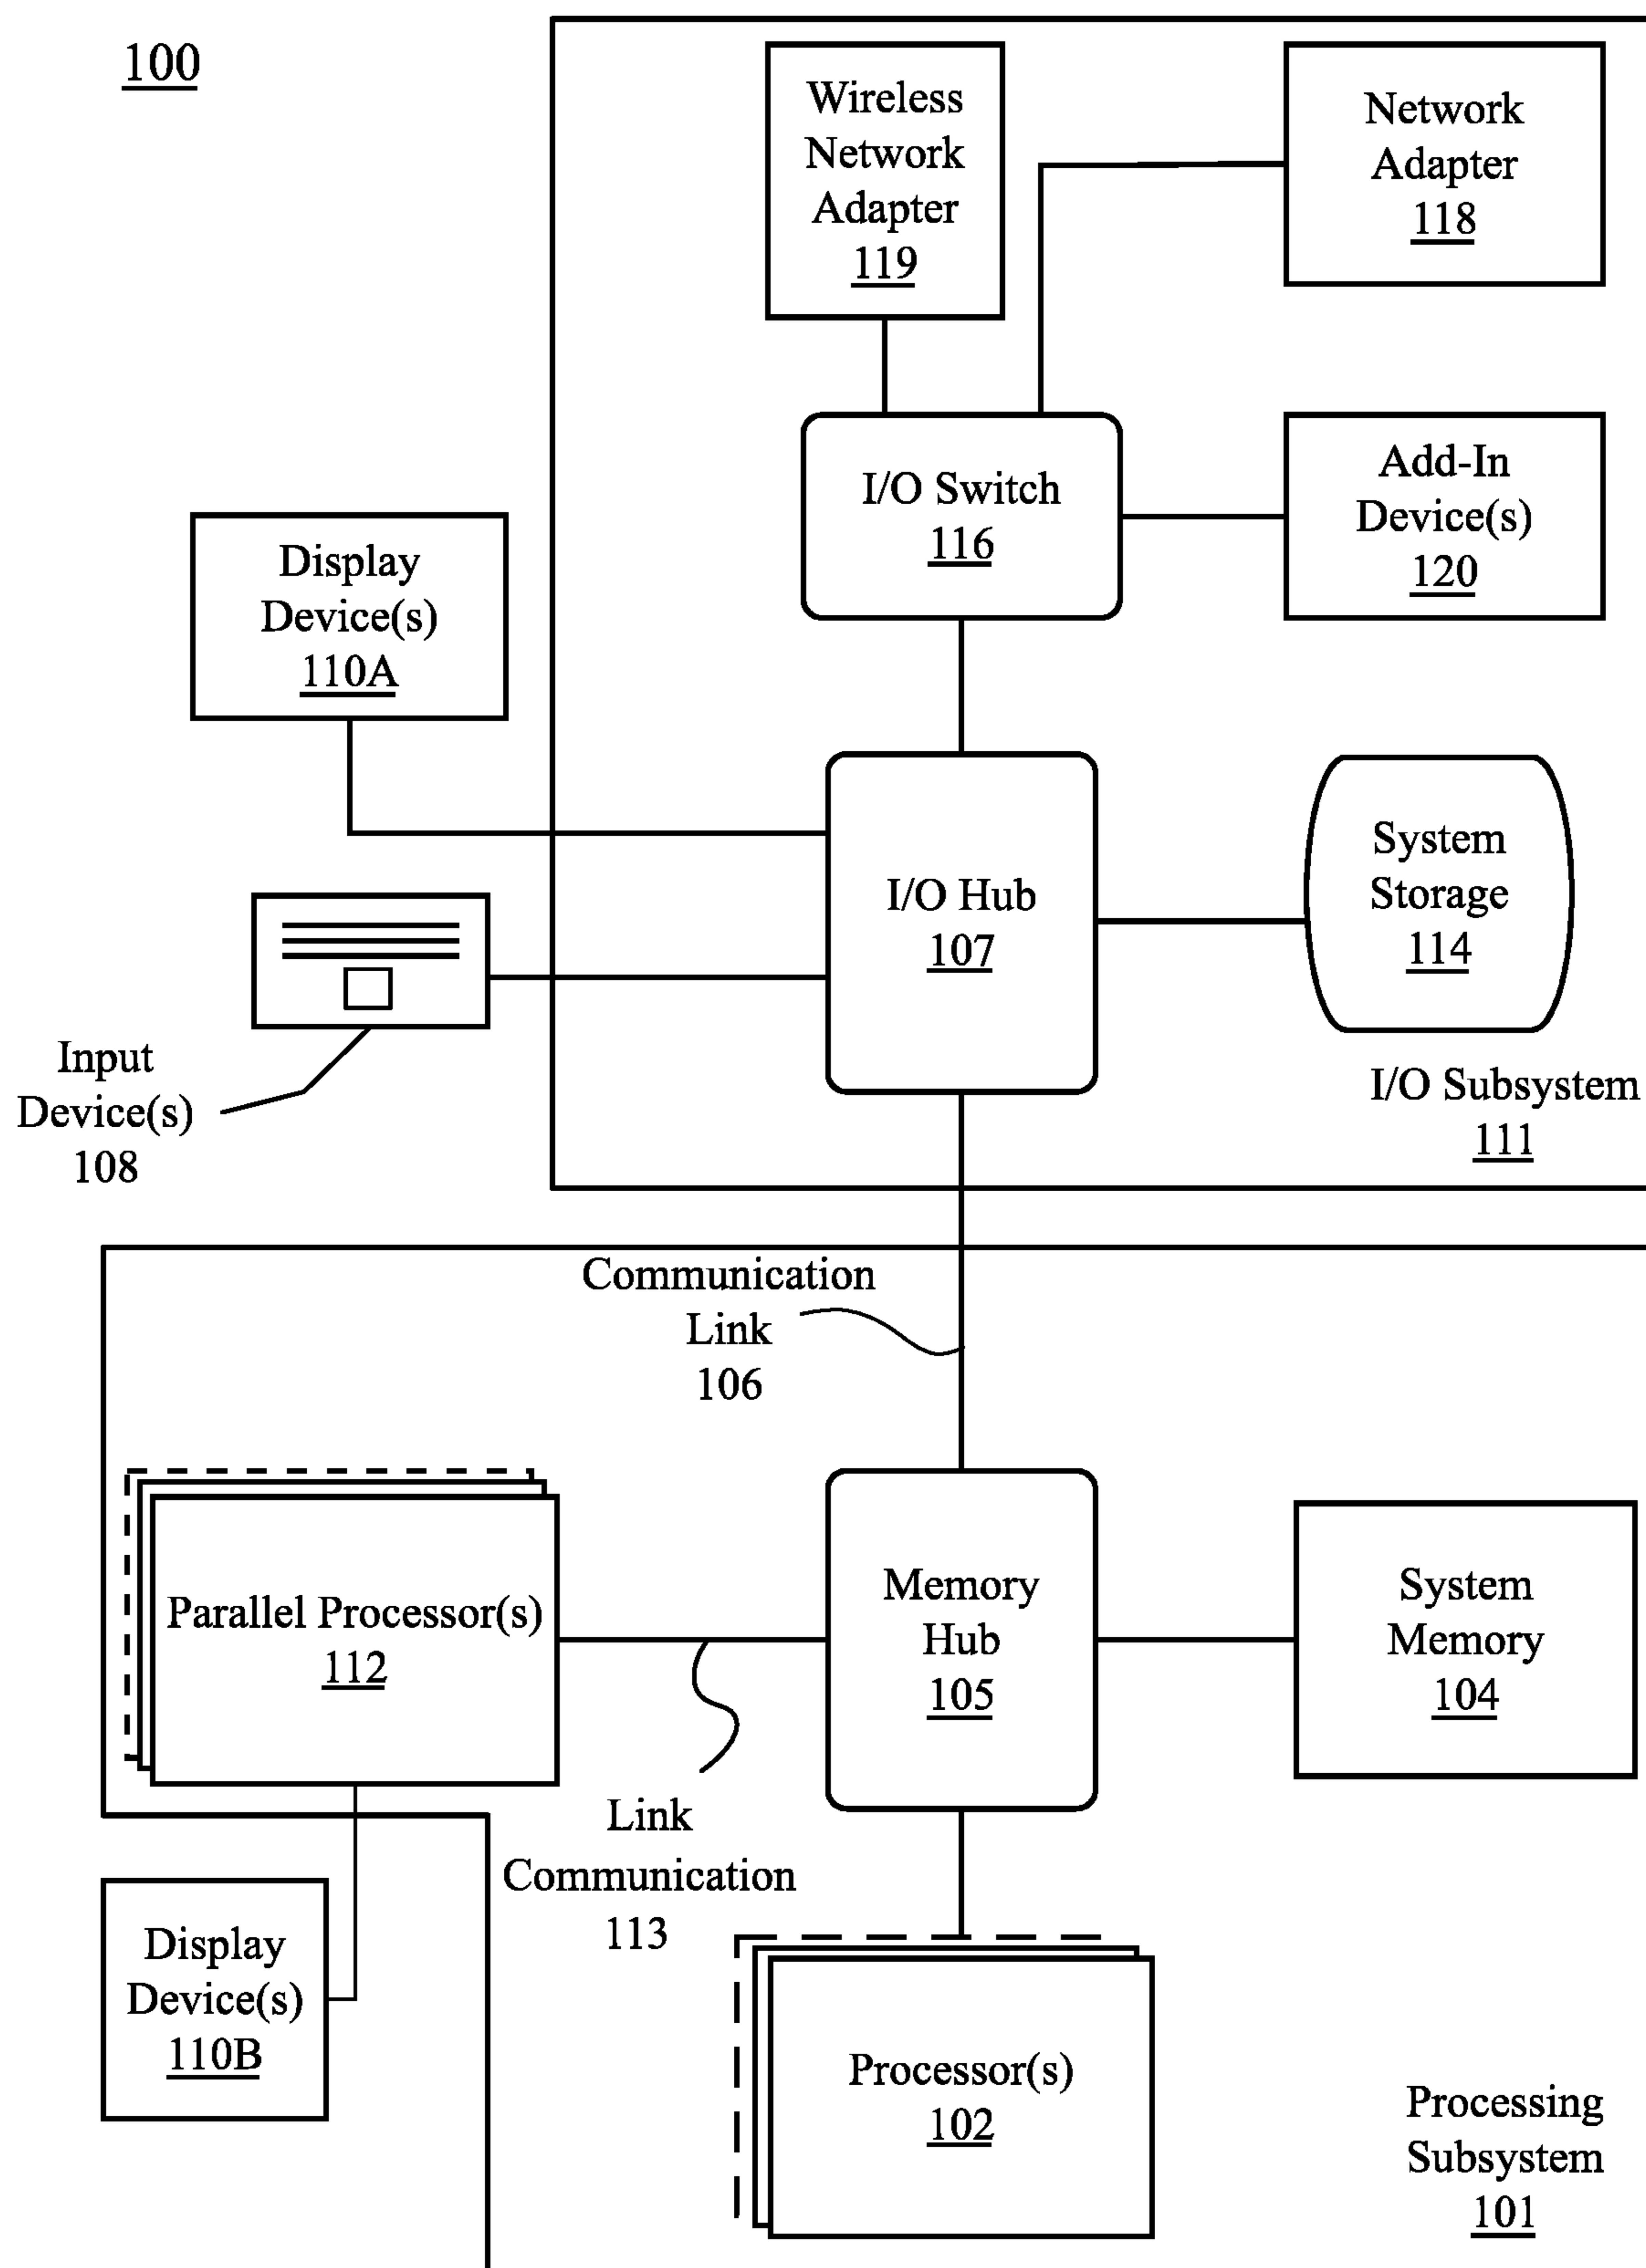 100
Wireless
Network
Adapter
119
Network
Adapter
118
I/O Switch
116
Add-In
Device(s)
120
Display
Device(s)
110A
I/O Hub
107
System
Storage
114
Input
Device(s)
108
I/O Subsystem
111
Communication
Link
106
Parallel Processor(s)
112
Memory
Hub
105
System
Memory
104
Link
Communication
113
Display
Device(s)
110B
Processor(s)
102
Processing
Subsystem
101